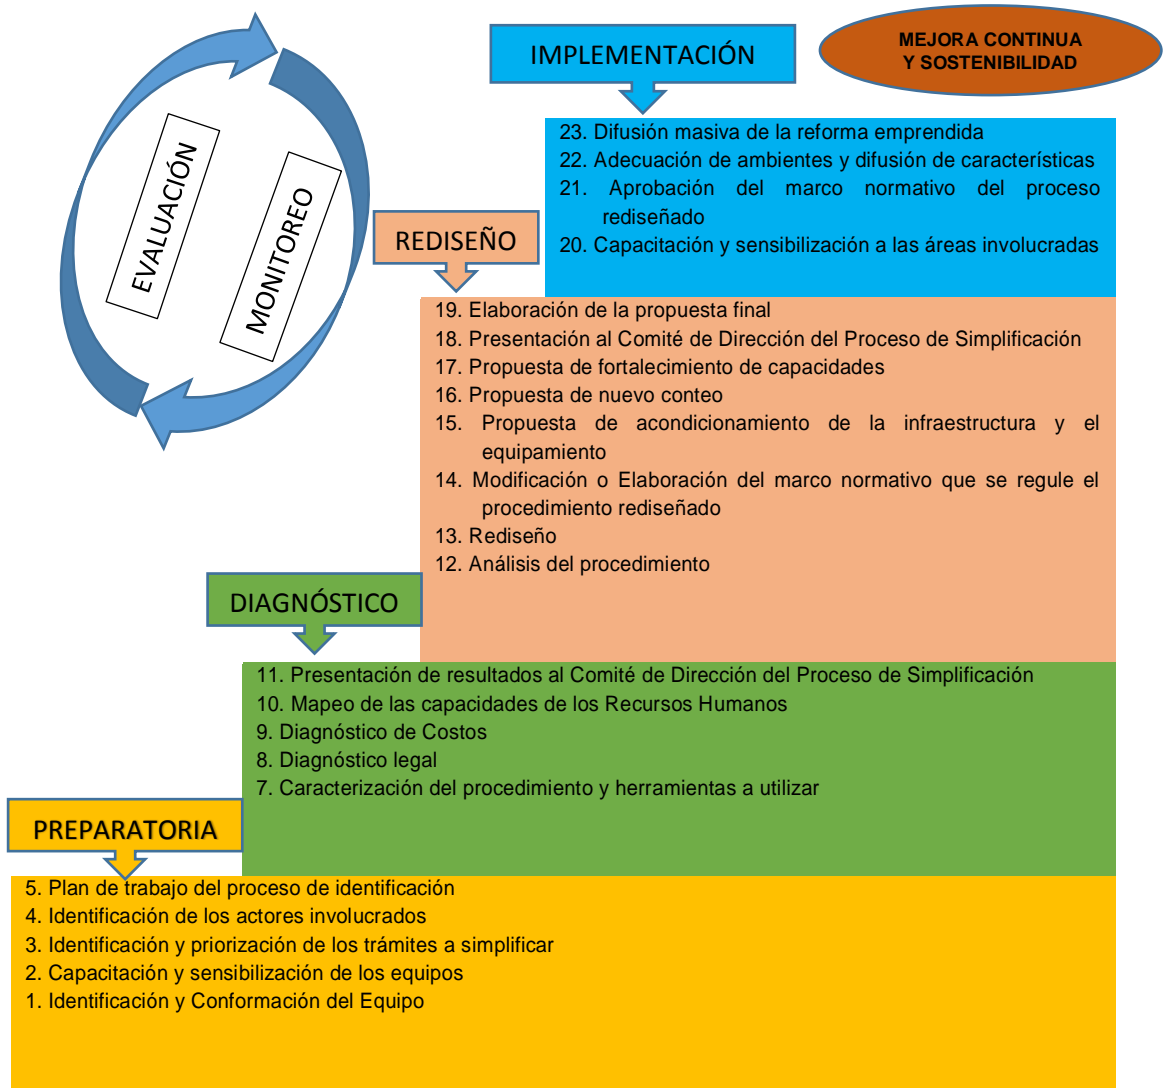 IMPLEMENTACIÓN
MEJORA CONTINUA
Y SOSTENIBILIDAD
23. Difusión masiva de la reforma emprendida
22. Adecuación de ambientes y difusión de características
21. Aprobación del marco normativo del proceso
rediseñado
20. Capacitación y sensibilización a las áreas involucradas
EVALUACIÓN
MONITOREO
REDISEÑO
19. Elaboración de la propuesta final
18. Presentación al Comité de Dirección del Proceso de Simplificación
17. Propuesta de fortalecimiento de capacidades
16. Propuesta de nuevo conteo
15. Propuesta de acondicionamiento de la infraestructura y el
equipamiento
14. Modificación o Elaboración del marco normativo que se regule el
procedimiento rediseñado
13. Rediseño
12. Análisis del procedimiento
DIAGNÓSTICO
11. Presentación de resultados al Comité de Dirección del Proceso de Simplificación
10. Mapeo de las capacidades de los Recursos Humanos
9. Diagnóstico de Costos
8. Diagnóstico legal
7. Caracterización del procedimiento y herramientas a utilizar
PREPARATORIA
5. Plan de trabajo del proceso de identificación
4. Identificación de los actores involucrados
3. Identificación y priorización de los trámites a simplificar
2. Capacitación y sensibilización de los equipos
1. Identificación y Conformación del Equipo